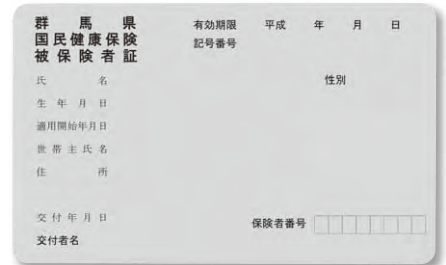 群馬県
国民健康保険
被保険者証
有効期限 平成 年 月 日
記号番号
氏名 性別
生年月日
適用開始年月日
世帯主氏名
住所
交付年月日
保険者番号
交付者名